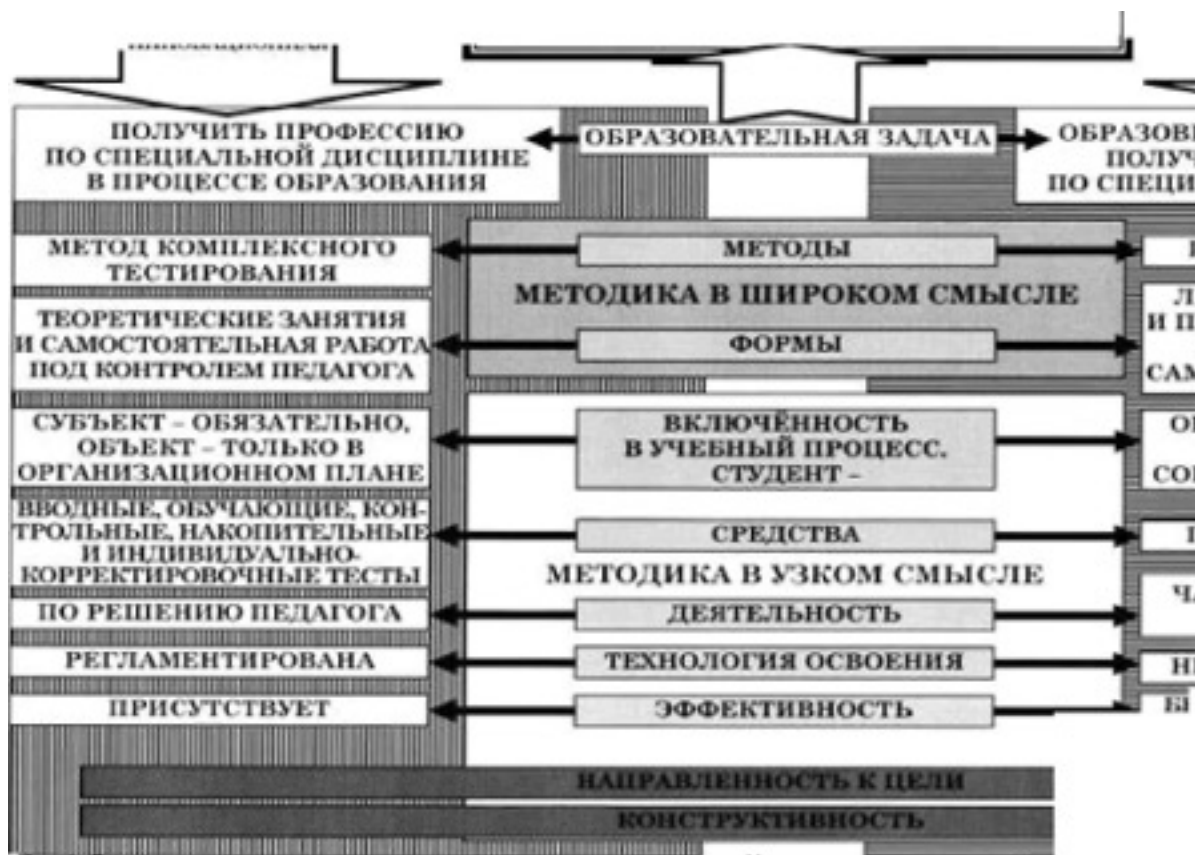 ПОЛУЧИТЬ ПРОФЕССИЮ
ПО СПЕЦИАЛЬНОЙ ДИСЦИПЛИНЕ
В ПРОЦЕССЕ ОБРАЗОВАНИЯ
ОБРАЗОВАТЕЛЬНАЯ ЗАДАЧА
МЕТОД КОМПЛЕКСНОГО
ТЕСТИРОВАНИЯ
МЕТОДЫ
МЕТОДИКА В ШИРОКОМ СМЫСЛЕ
ТЕОРЕТИЧЕСКИЕ ЗАНЯТИЯ
И САМОСТОЯТЕЛЬНАЯ РАБОТА
ПОД КОНТРОЛЕМ ПЕДАГОГА
ФОРМЫ
СУБЪЕКТ – ОБЯЗАТЕЛЬНО,
ОБЪЕКТ – ТОЛЬКО В
ОРГАНИЗАЦИОННОМ ПЛАНЕ
ВКЛЮЧЁННОСТЬ
В УЧЕБНЫЙ ПРОЦЕСС.
СТУДЕНТ –
ВВОДНЫЕ, ОБУЧАЮЩИЕ, КОН-
ТРОЛЬНЫЕ, НАКОПИТЕЛЬНЫЕ
И ИНДИВИДУАЛЬНО-
КОРРЕКТИРОВОЧНЫЕ ТЕСТЫ
СРЕДСТВА
МЕТОДИКА В УЗКОМ СМЫСЛЕ
ПО РЕШЕНИЮ ПЕДАГОГА
ДЕЯТЕЛЬНОСТЬ
РЕГЛАМЕНТИРОВАНА
ТЕХНОЛОГИЯ ОСВОЕНИЯ
ПРИСУТСТВУЕТ
ЭФФЕКТИВНОСТЬ
НАПРАВЛЕННОСТЬ К ЦЕЛИ
КОНСТРУКТИВНОСТЬ